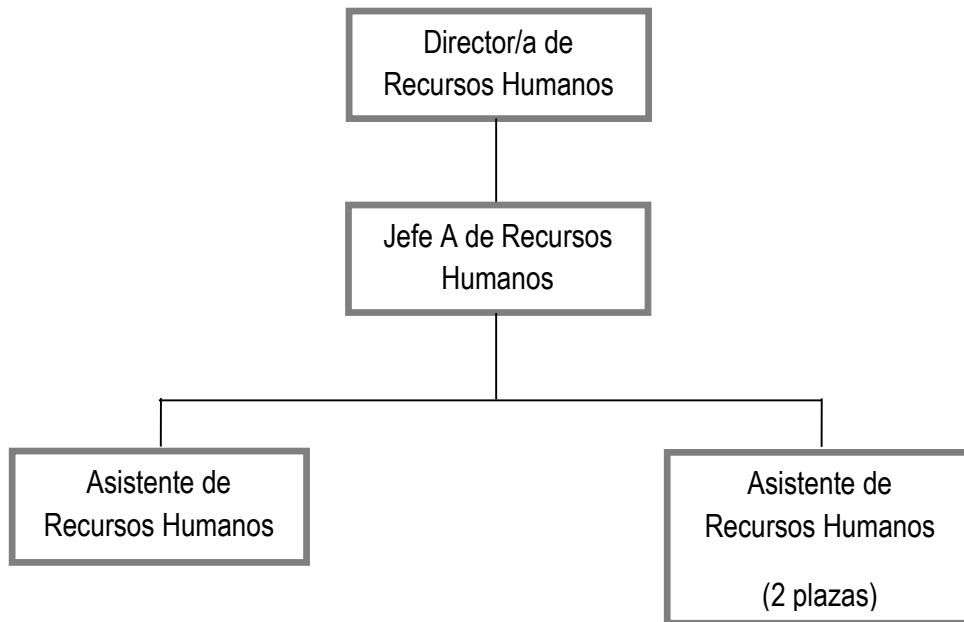 Director/a de
Recursos Humanos
Jefe A de Recursos
Humanos
Asistente de
Recursos Humanos
Asistente de
Recursos Humanos
(2 plazas)